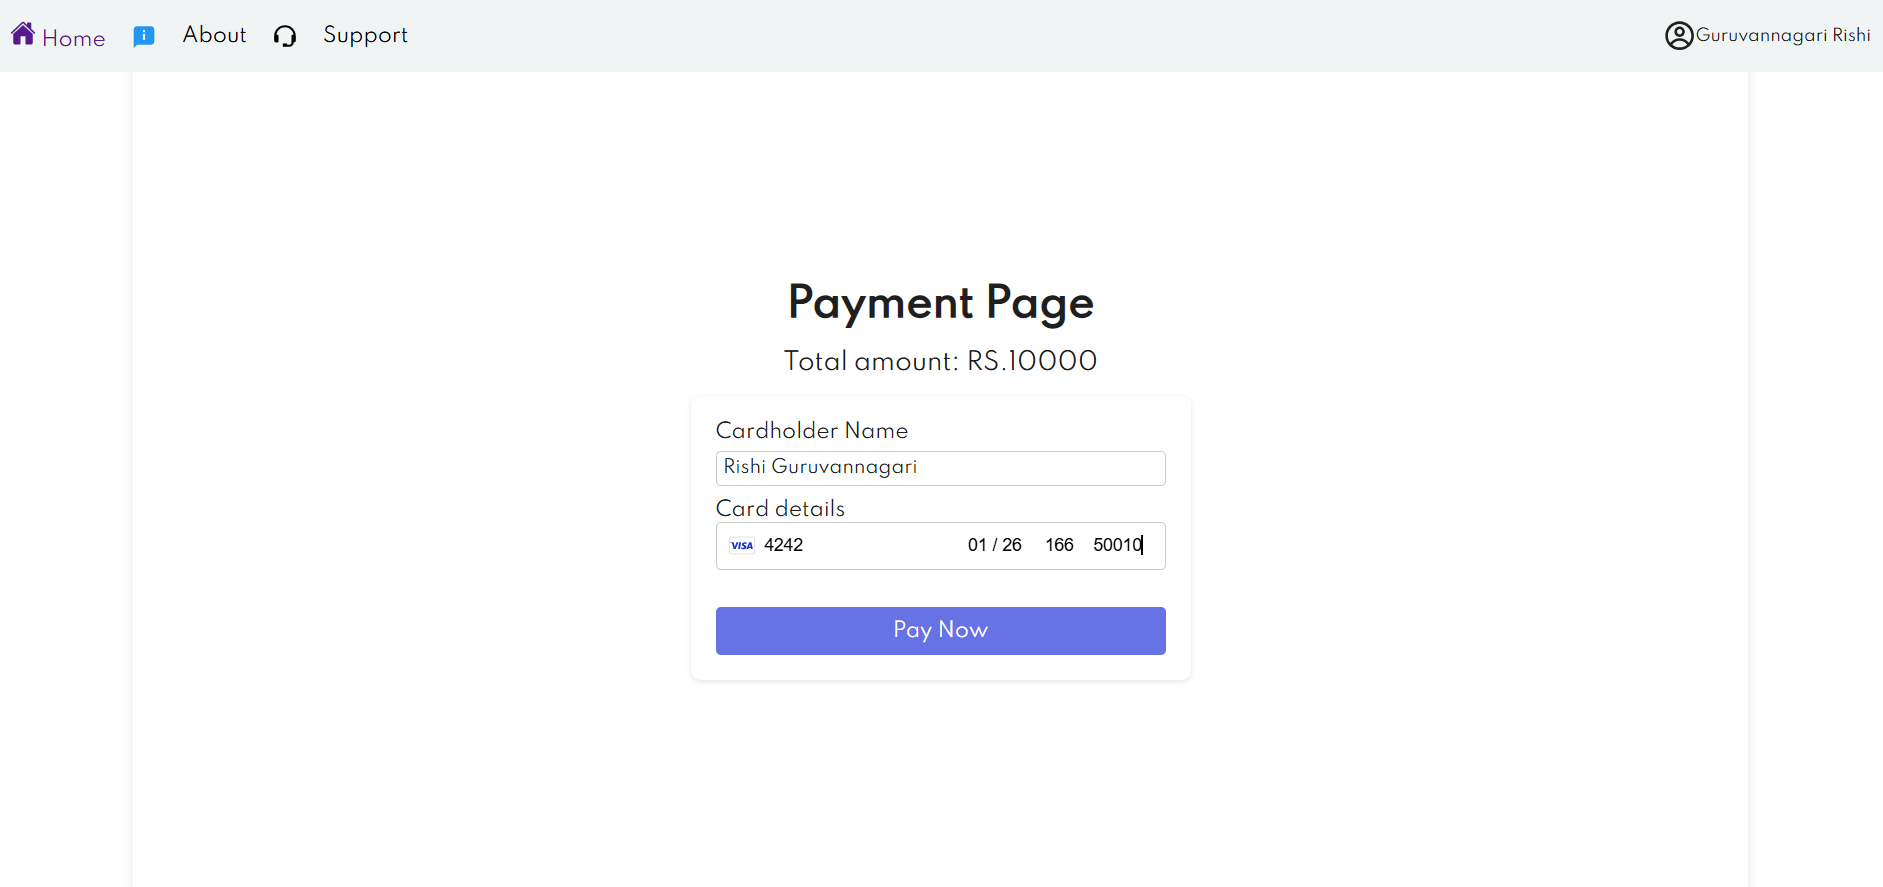 Home About Support Guruvannagari Rishi
Payment Page
Total amount: RS.10000
Cardholder Name
Rishi Guruvannagari
Card details
VISA 4242 01 / 26 166 50010
Pay Now